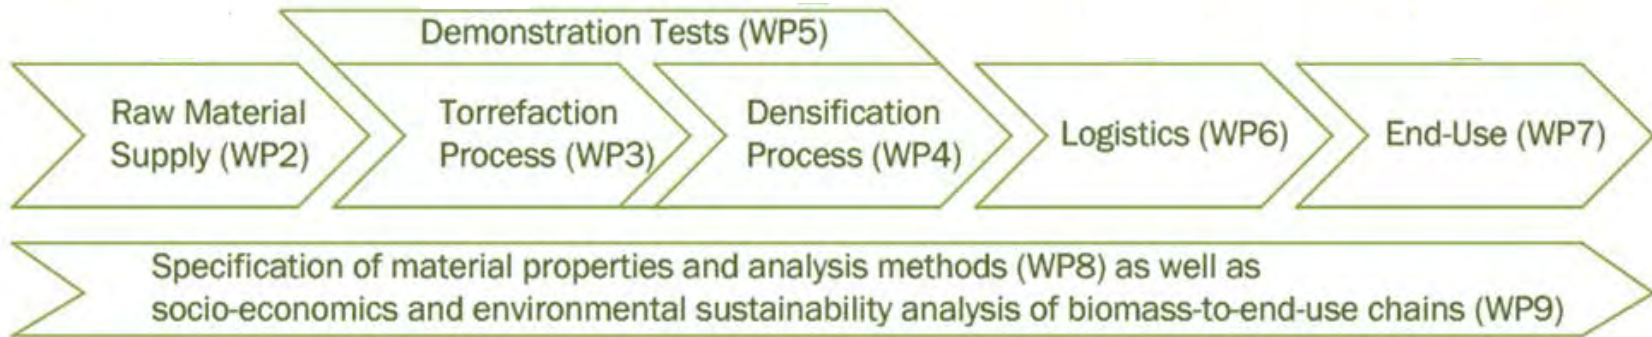 Demonstration Tests (WP5)
Raw Material
Supply (WP2)
Torrefaction
Process (WP3)
Densification
Process (WP4)
Logistics (WP6)
End-Use (WP7)
Specification of material properties and analysis methods (WP8) as well as
socio-economics and environmental sustainability analysis of biomass-to-end-use chains (WP9)